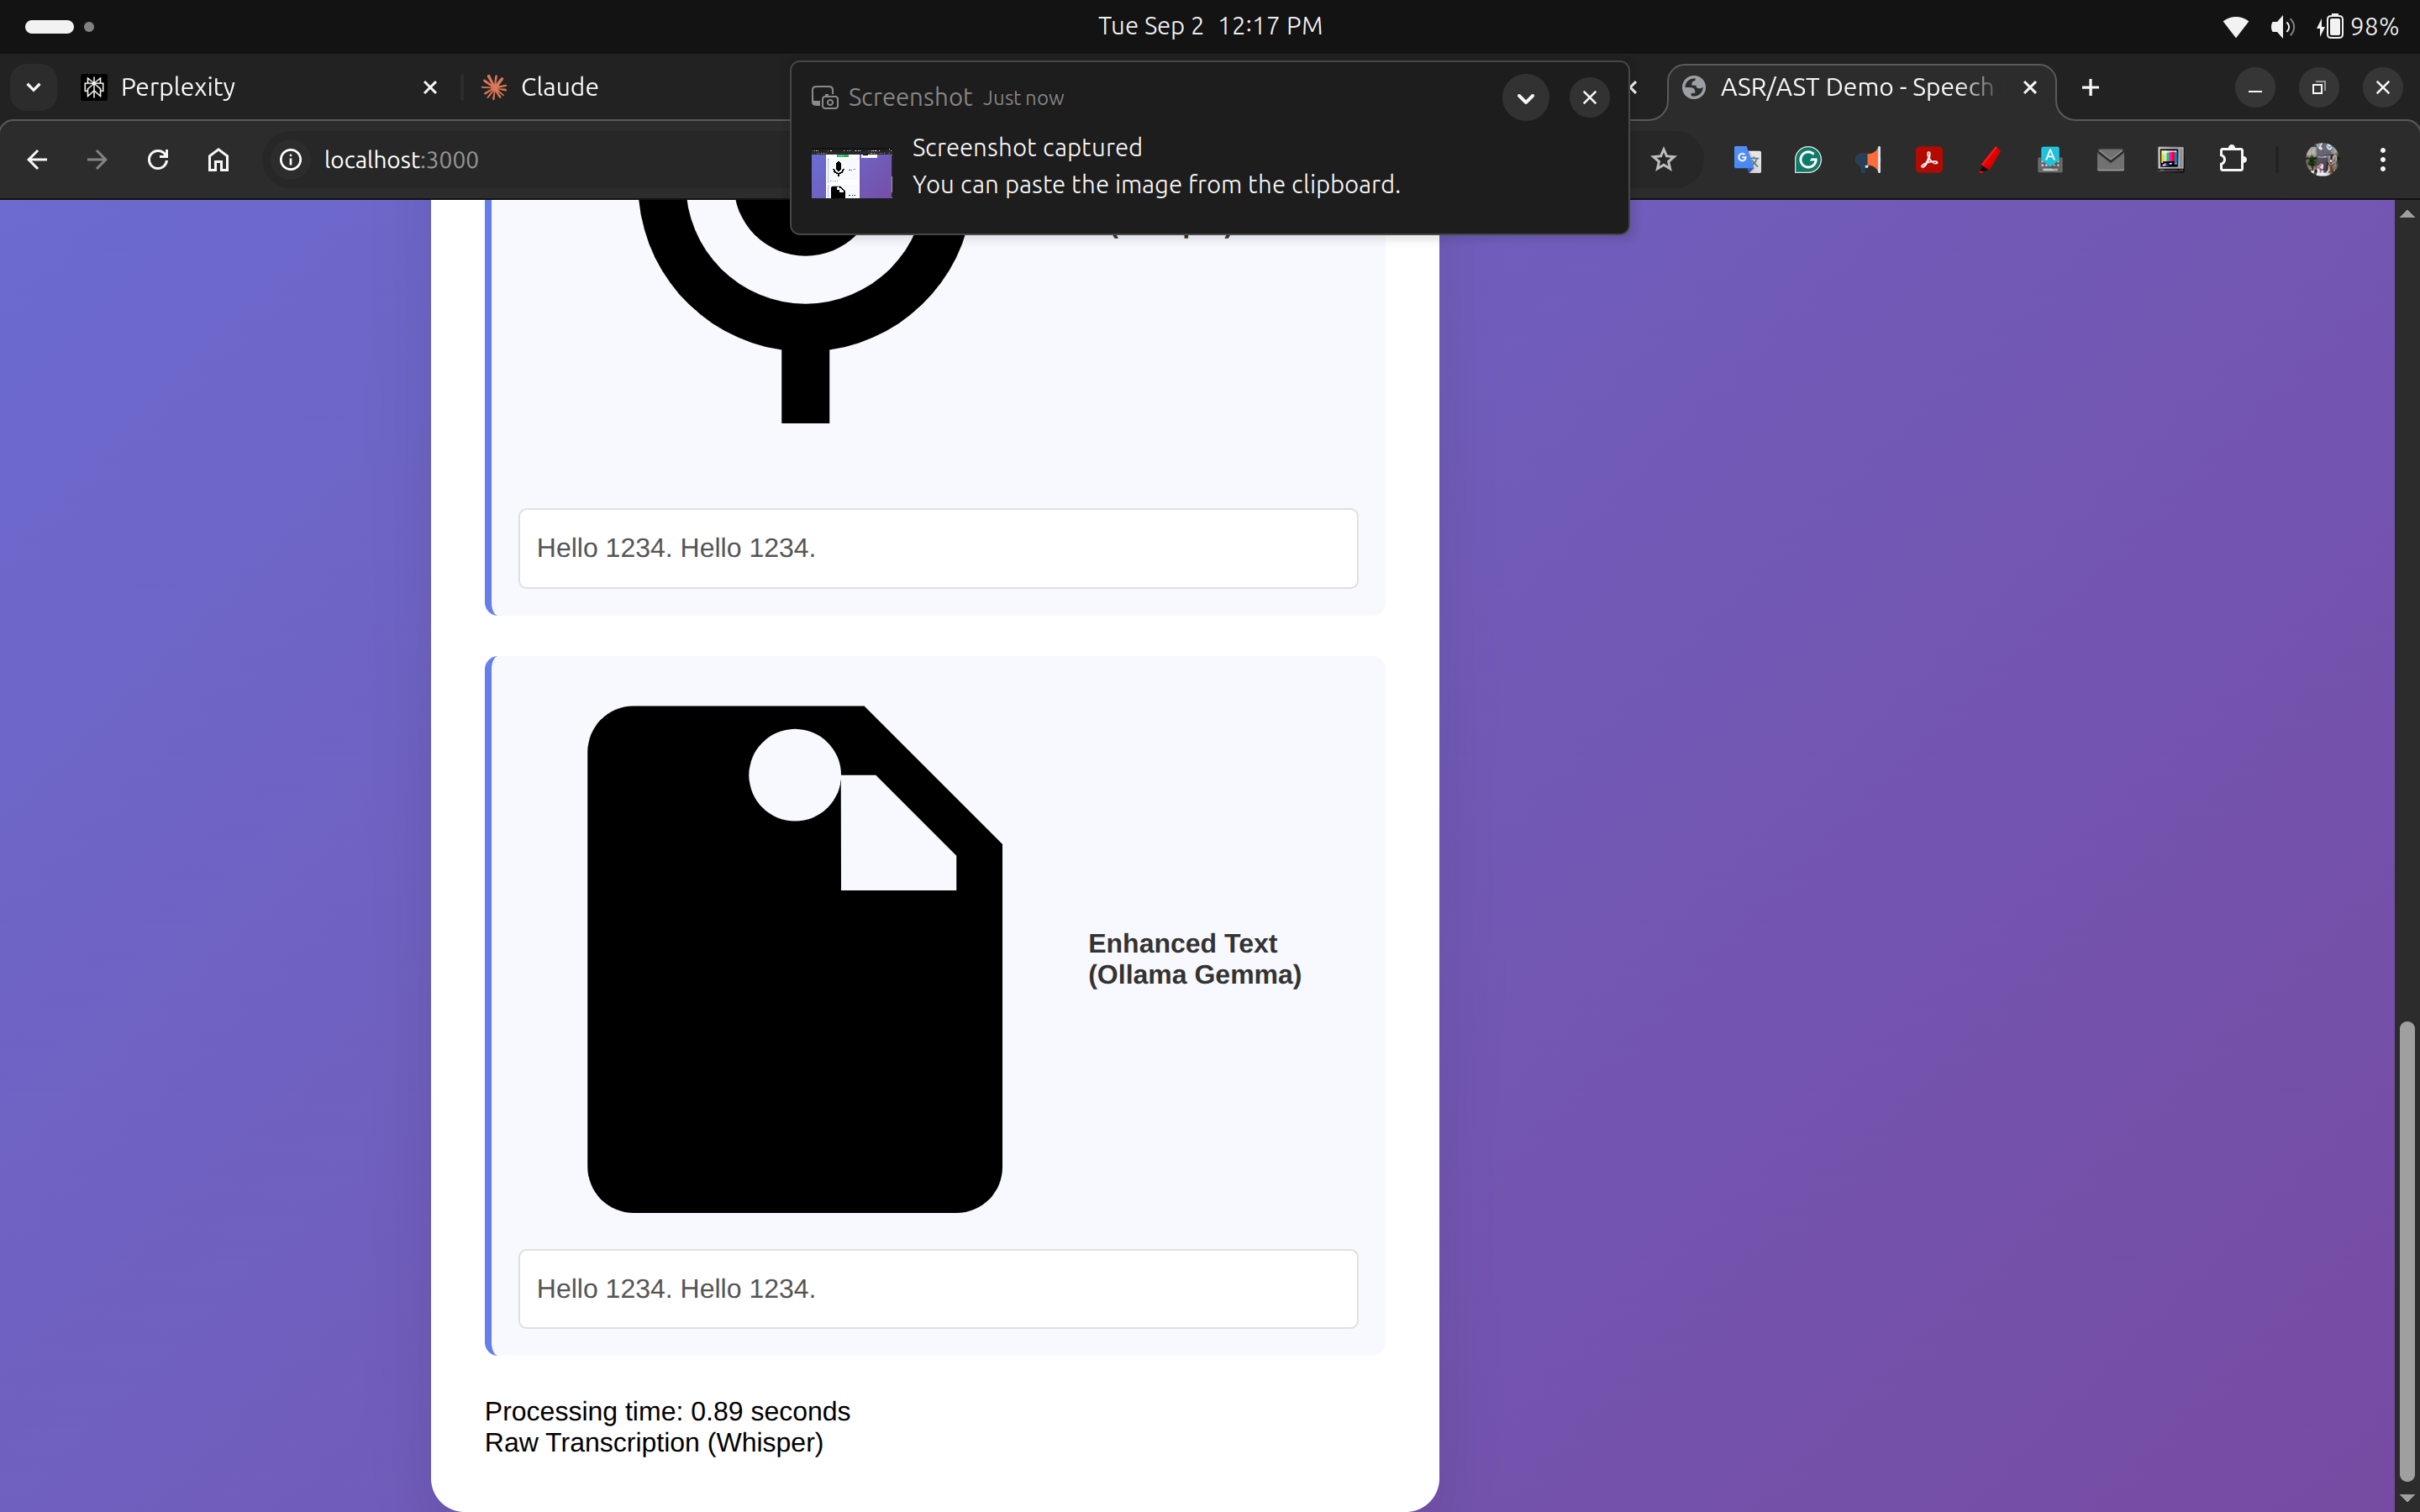 Tue Sep 2 12:17 PM
98%
Perplexity
Claude
ASR/AST Demo - Speech
Screenshot Just now
Screenshot captured
You can paste the image from the clipboard.
localhost:3000
Hello 1234. Hello 1234.
Enhanced Text
(Ollama Gemma)
Hello 1234. Hello 1234.
Processing time: 0.89 seconds
Raw Transcription (Whisper)